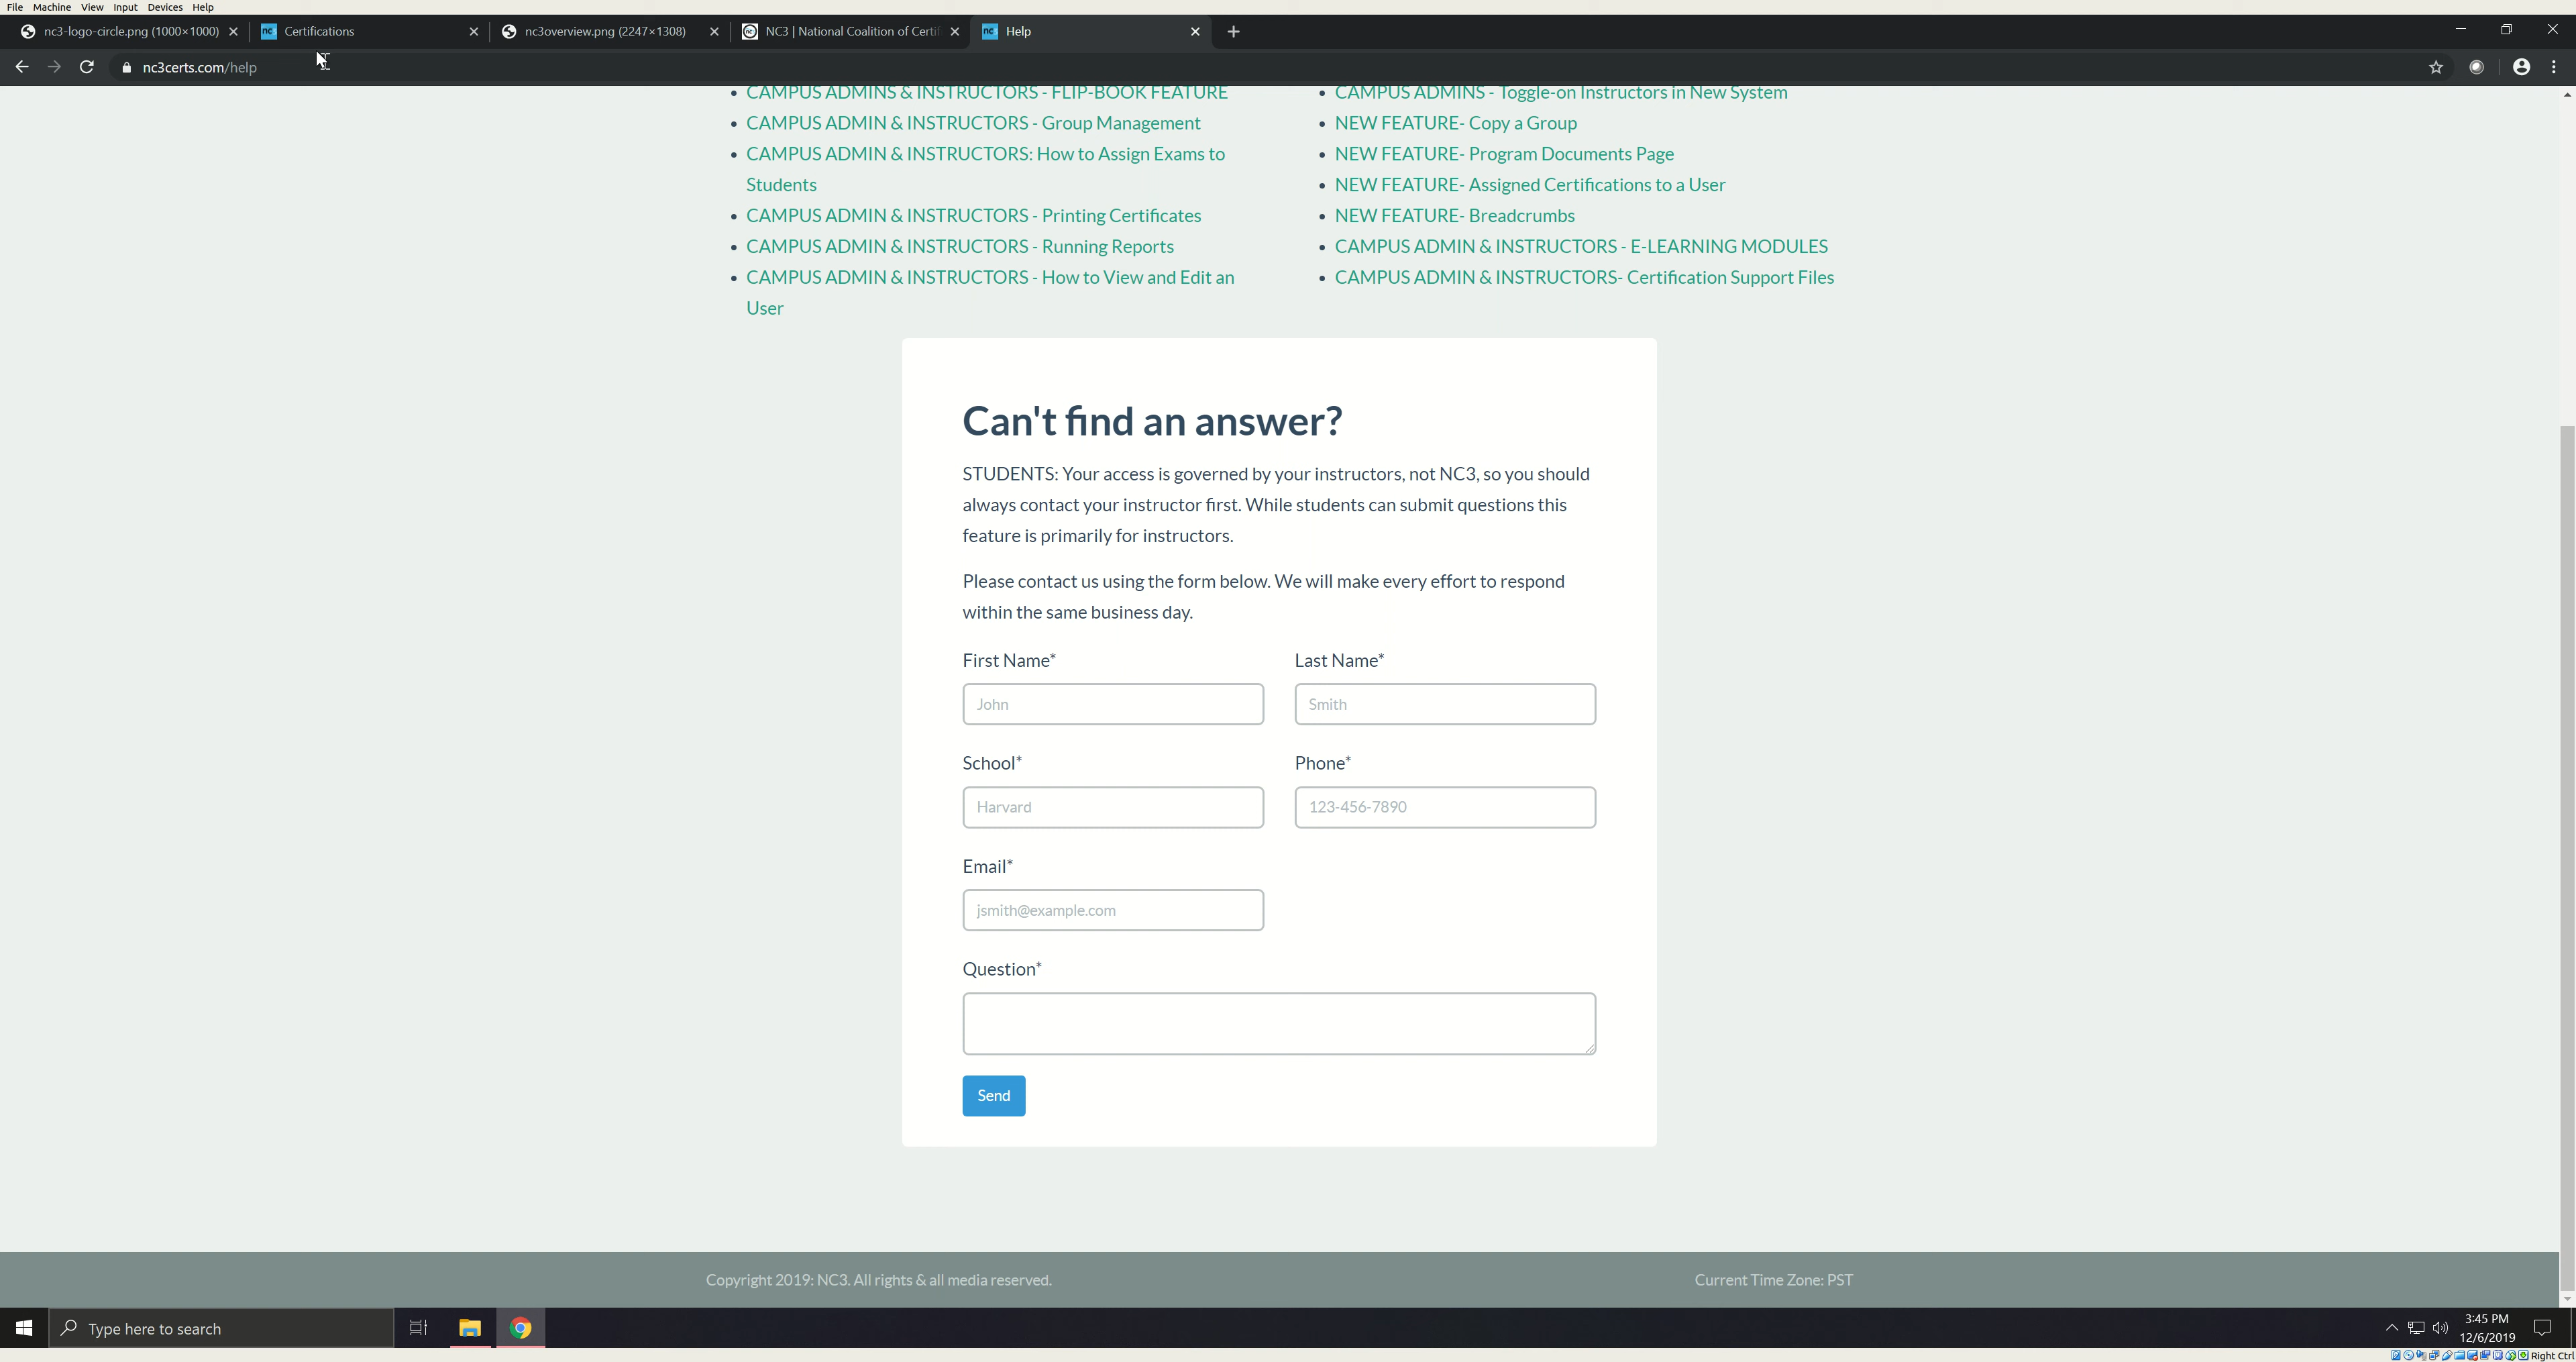 File Machine View Input Devices Help
nc3-logo-circle.png (1000×1000)
Certifications
nc3overview.png (2247×1308)
NC3 | National Coalition of Certif
Help
nc3certs.com/help
CAMPUS ADMINS & INSTRUCTORS - FLIP-BOOK FEATURE
CAMPUS ADMIN & INSTRUCTORS - Group Management
CAMPUS ADMIN & INSTRUCTORS: How to Assign Exams to
Students
CAMPUS ADMIN & INSTRUCTORS - Printing Certificates
CAMPUS ADMIN & INSTRUCTORS - Running Reports
CAMPUS ADMIN & INSTRUCTORS - How to View and Edit an
User
CAMPUS ADMINS - Toggle-on Instructors in New System
NEW FEATURE- Copy a Group
NEW FEATURE- Program Documents Page
NEW FEATURE- Assigned Certifications to a User
NEW FEATURE- Breadcrumbs
CAMPUS ADMIN & INSTRUCTORS - E-LEARNING MODULES
CAMPUS ADMIN & INSTRUCTORS- Certification Support Files
Can't find an answer?
STUDENTS: Your access is governed by your instructors, not NC3, so you should
always contact your instructor first. While students can submit questions this
feature is primarily for instructors.
Please contact us using the form below. We will make every effort to respond
within the same business day.
First Name*
Last Name*
John
Smith
School*
Phone*
Harvard
123-456-7890
Email*
jsmith@example.com
Question*
Send
Copyright 2019: NC3. All rights & all media reserved.
Current Time Zone: PST
Type here to search
3:45 PM
12/6/2019
Right Ctrl